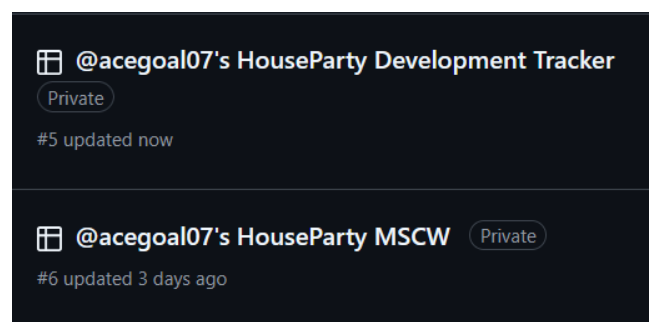 @acegoal07's HouseParty Development Tracker
Private
#5 updated now
@acegoal07's HouseParty MSCW Private
#6 updated 3 days ago